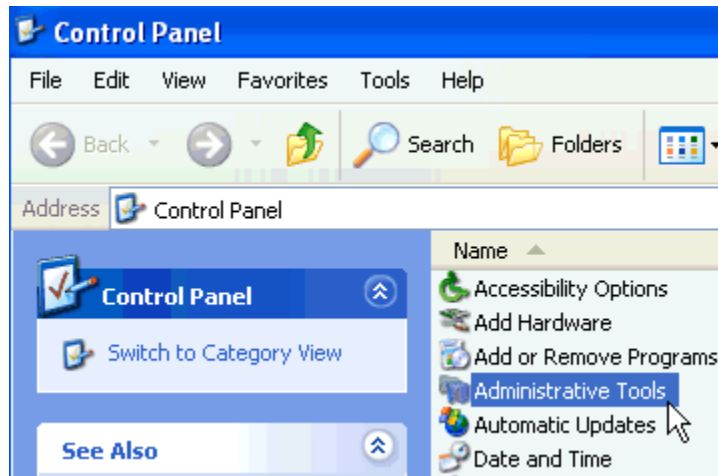 Control Panel
File Edit View Favorites Tools Help
Back Search Folders
Address Control Panel
Control Panel
Switch to Category View
See Also
Name
Accessibility Options
Add Hardware
Add or Remove Programs
Administrative Tools
Automatic Updates
Date and Time